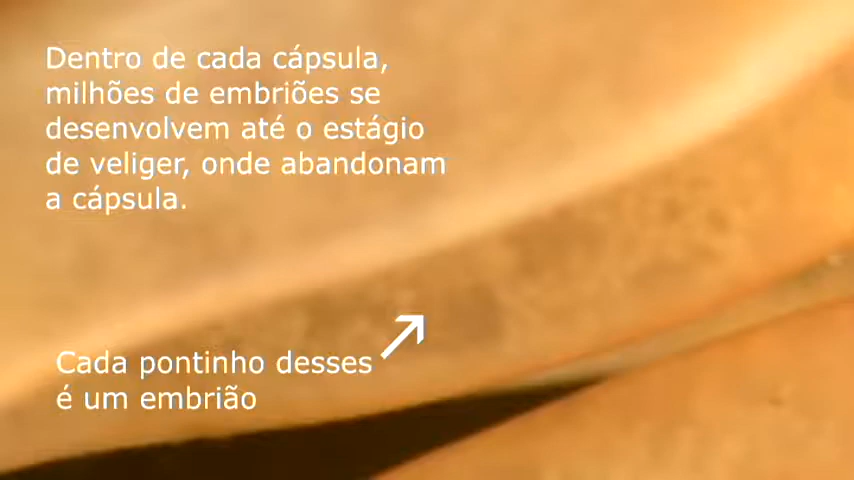 Dentro de cada cápsula,
milhões de embriões se
desenvolvem até o estágio
de veliger, onde abandonam
a cápsula.
Cada pontinho desses
é um embrião